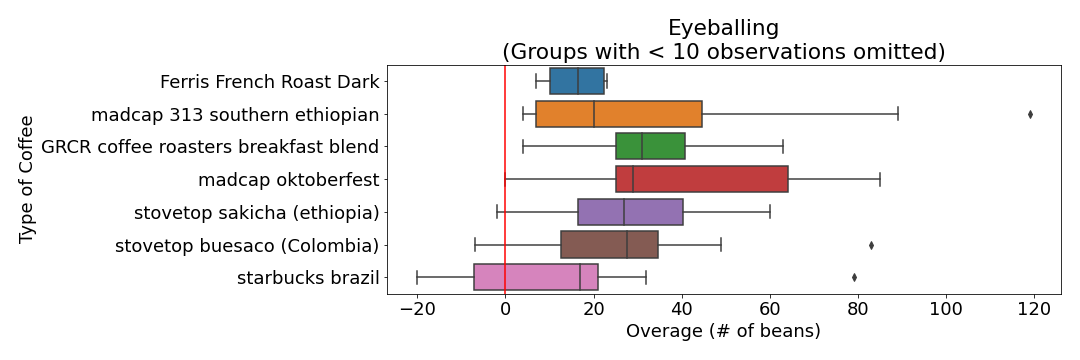 Eyeballing
(Groups with < 10 observations omitted)
Type of Coffee
Ferris French Roast Dark
madcap 313 southern ethiopian
GRCR coffee roasters breakfast blend
madcap oktoberfest
stovetop sakicha (ethiopia)
stovetop buesaco (Colombia)
starbucks brazil
−20 0 20 40 60 80 100 120
Overage (# of beans)